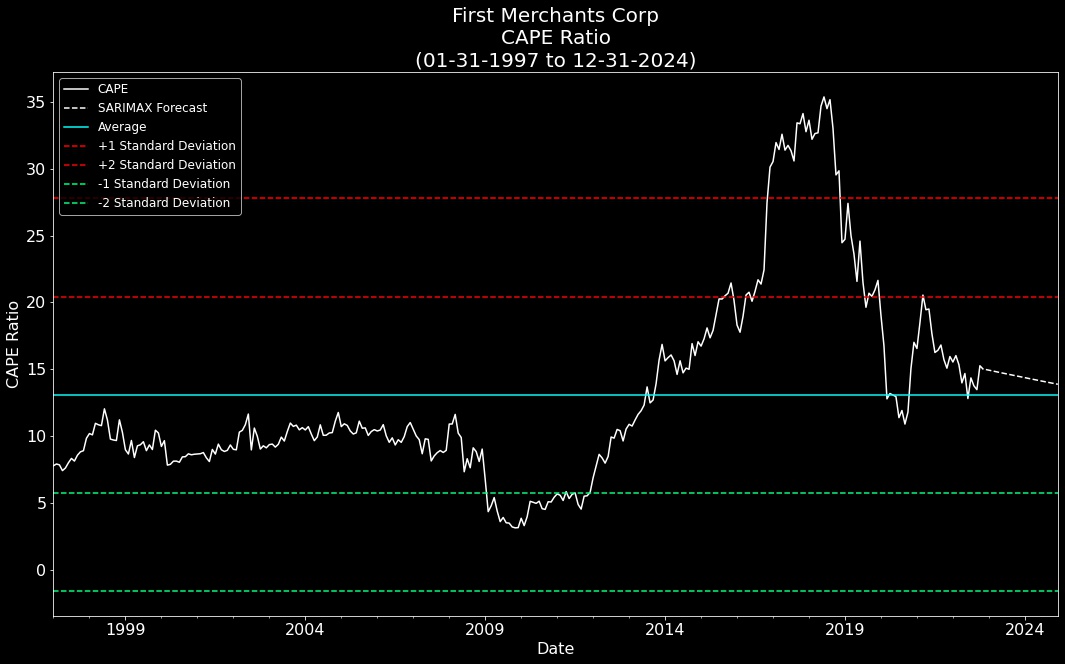 First Merchants Corp
CAPE Ratio
(01-31-1997 to 12-31-2024)
CAPE
SARIMAX Forecast
Average
+1 Standard Deviation
+2 Standard Deviation
-1 Standard Deviation
-2 Standard Deviation
CAPE Ratio
35
30
25
20
15
10
5
0
1999
2004
2009
2014
2019
2024
Date